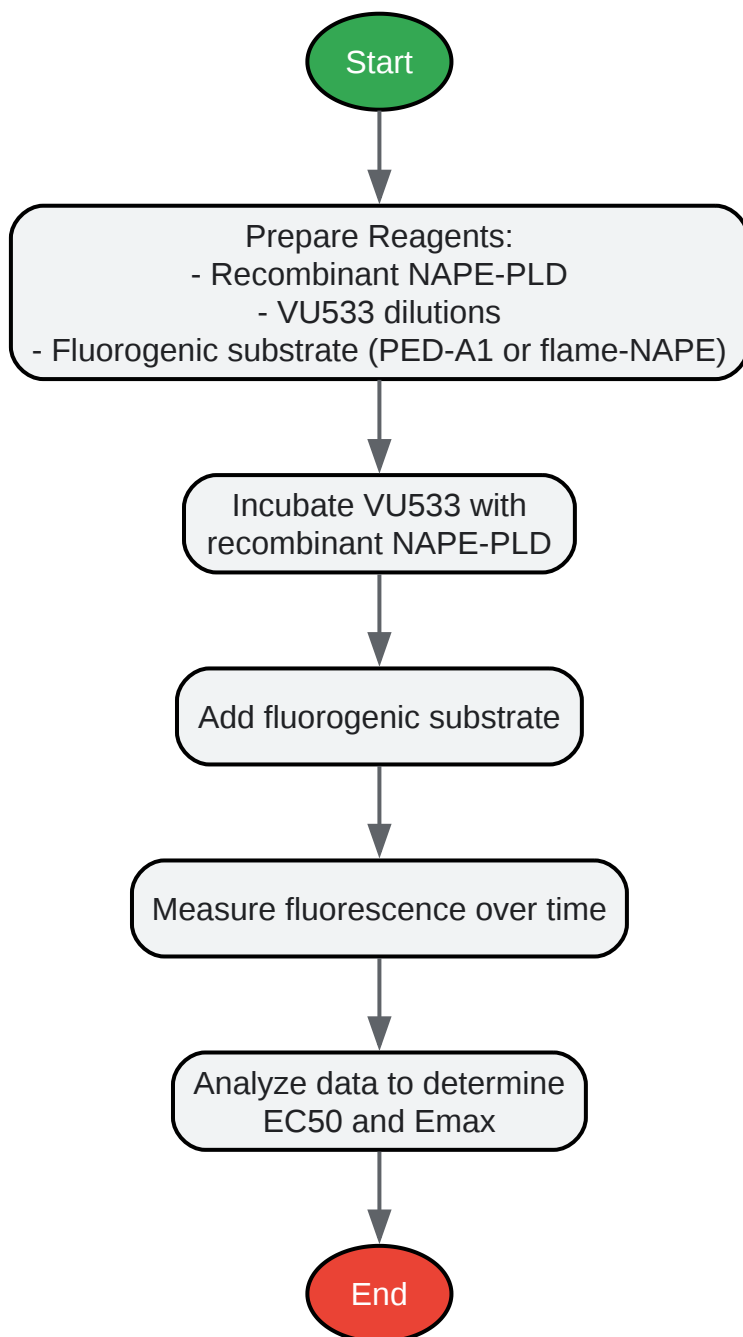 Start
Prepare Reagents:
- Recombinant NAPE-PLD
- VU533 dilutions
- Fluorogenic substrate (PED-A1 or flame-NAPE)
Incubate VU533 with
recombinant NAPE-PLD
Add fluorogenic substrate
Measure fluorescence over time
Analyze data to determine
EC50 and Emax
End